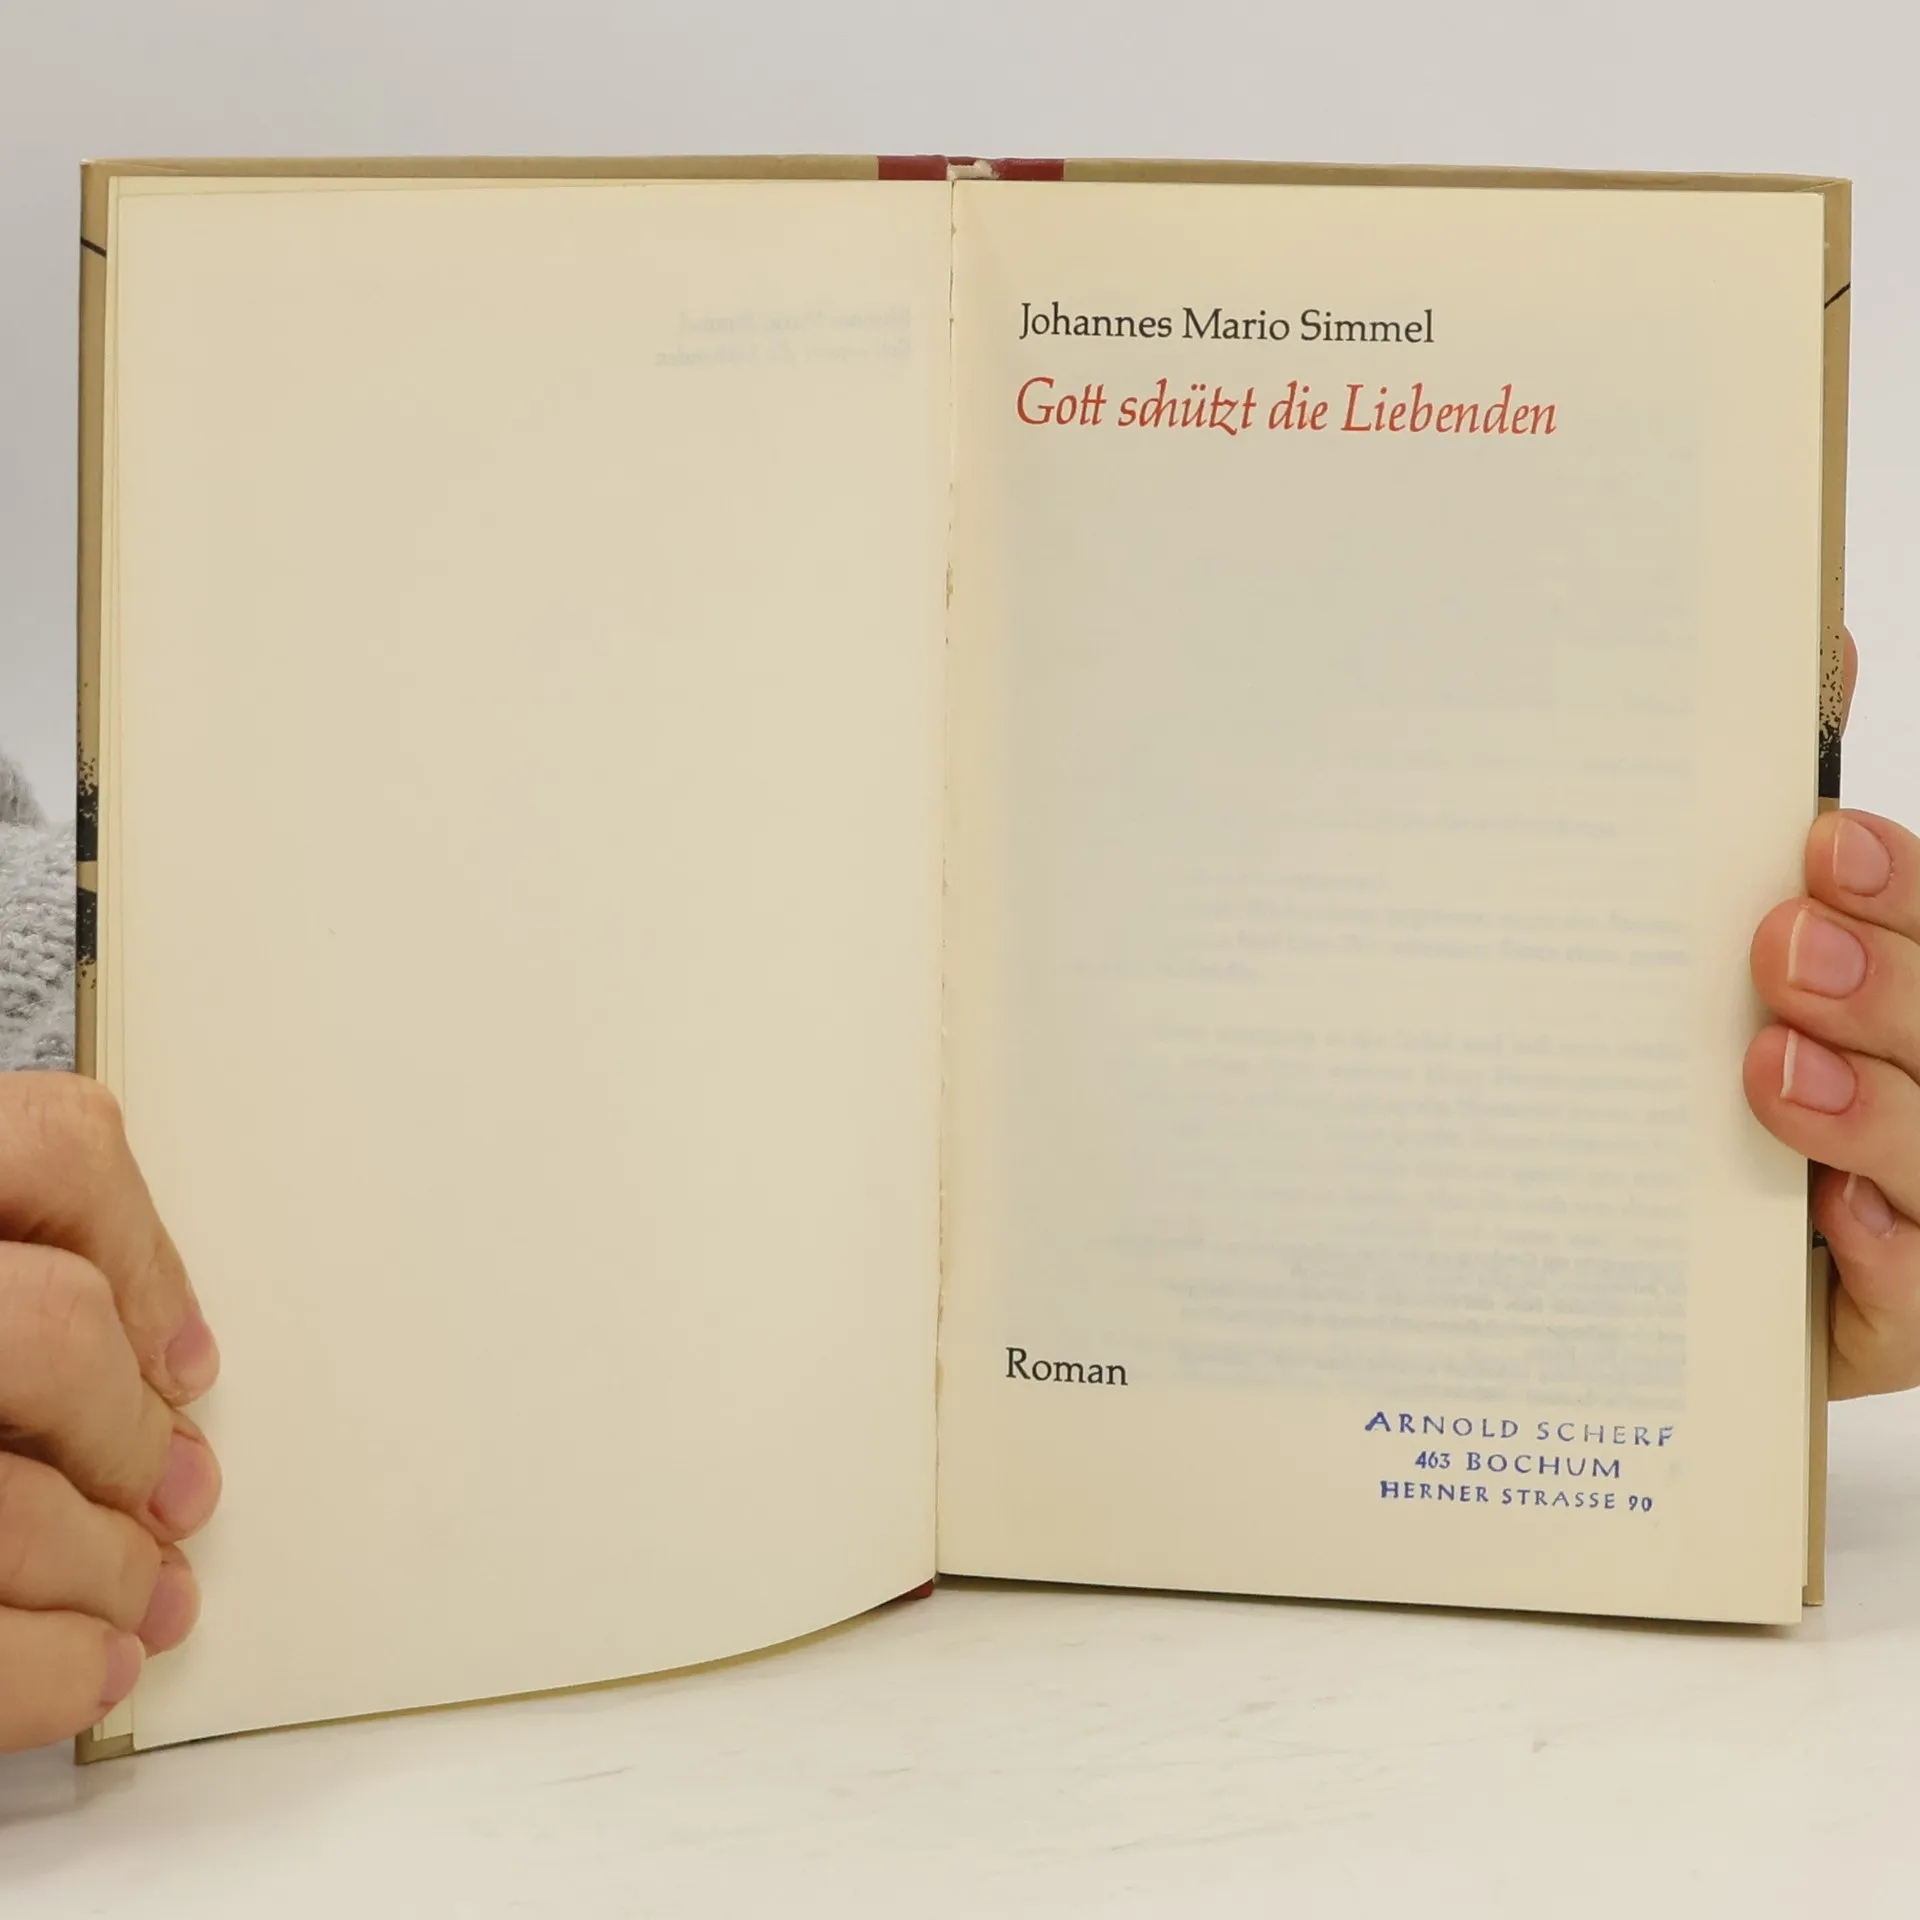 Johannes Mario Simmel
Gott schützt die Liebenden
Roman
ARNOLD SCHERF
463 BOCHUM
HERNER STRASSE 90